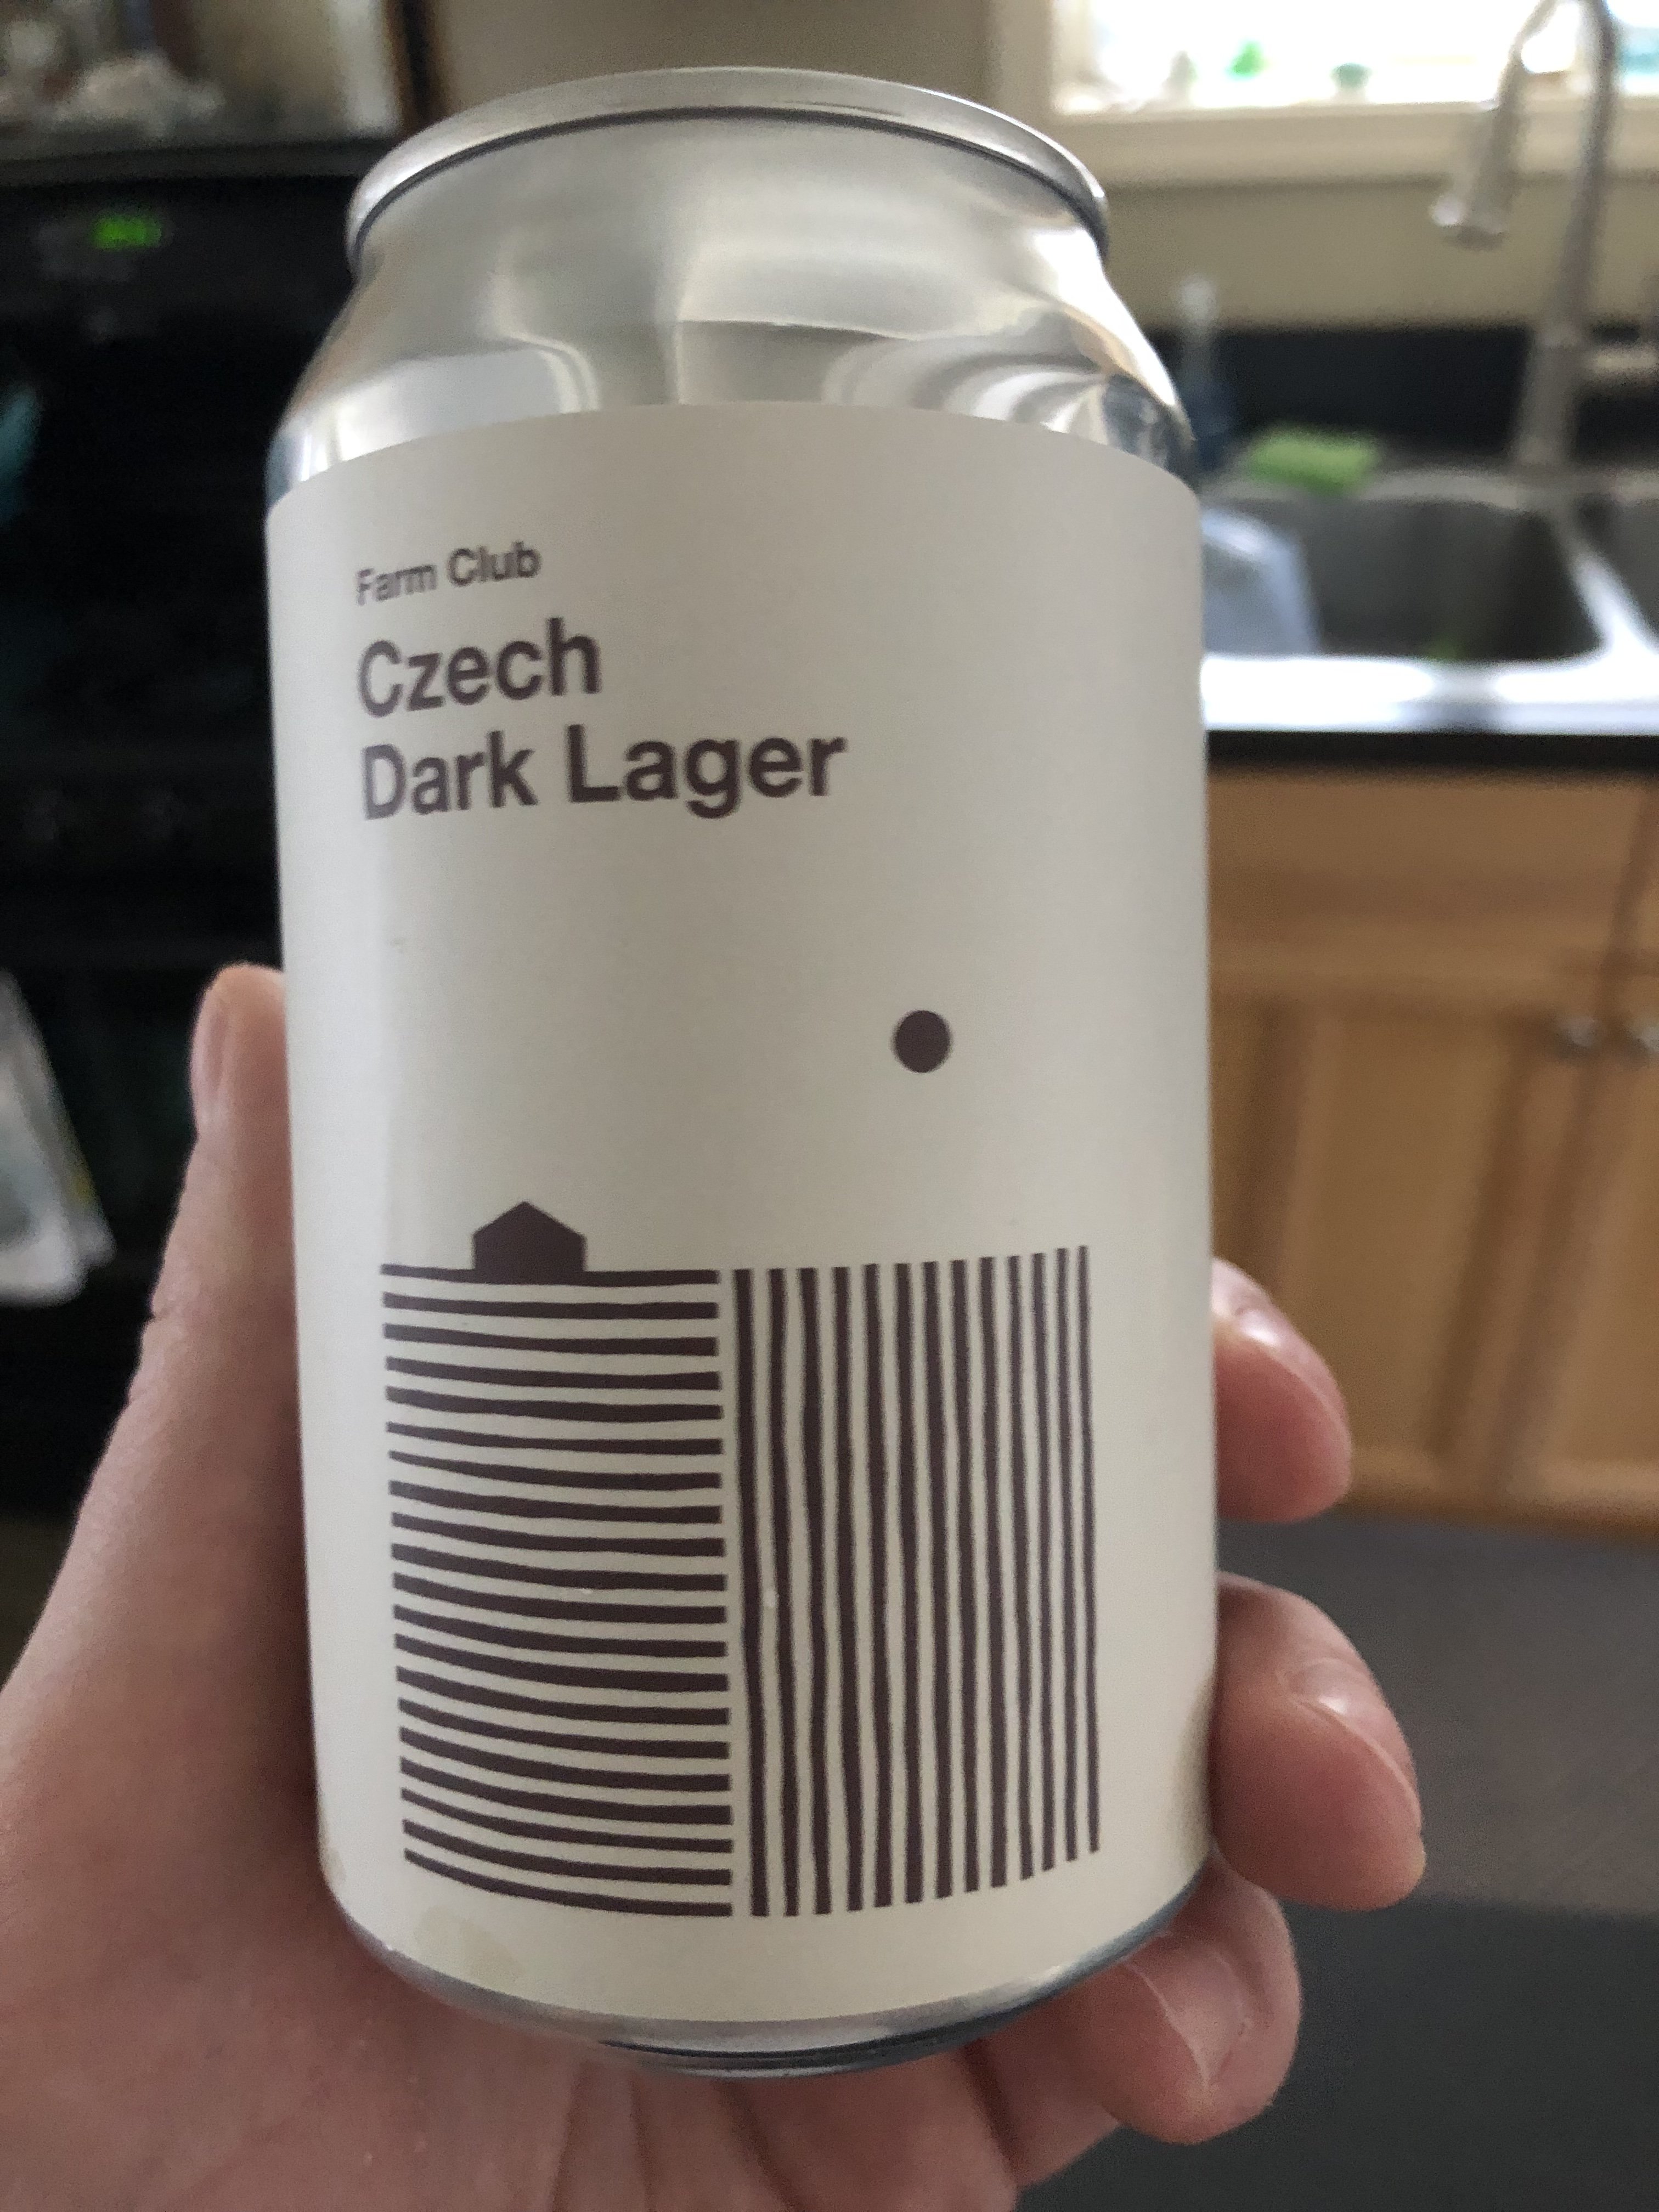 Farm Club
Czech
Dark Lager